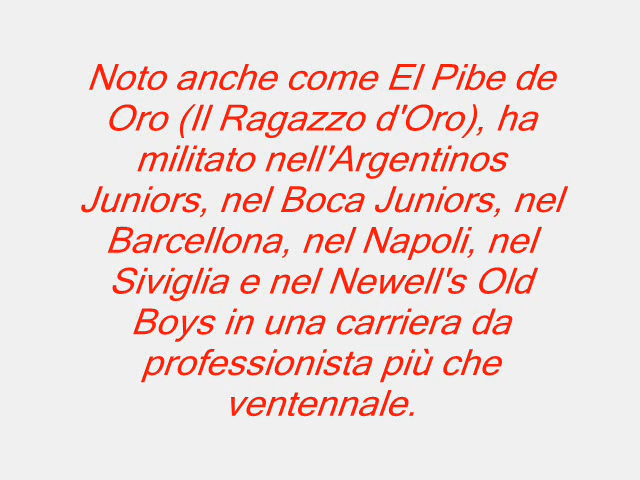 Noto anche come El Pibe de
Oro (Il Ragazzo d'Oro), ha
militato nell'Argentinos
Juniors, nel Boca Juniors, nel
Barcellona, nel Napoli, nel
Siviglia e nel Newell's Old
Boys in una carriera da
professionista più che
ventennale.